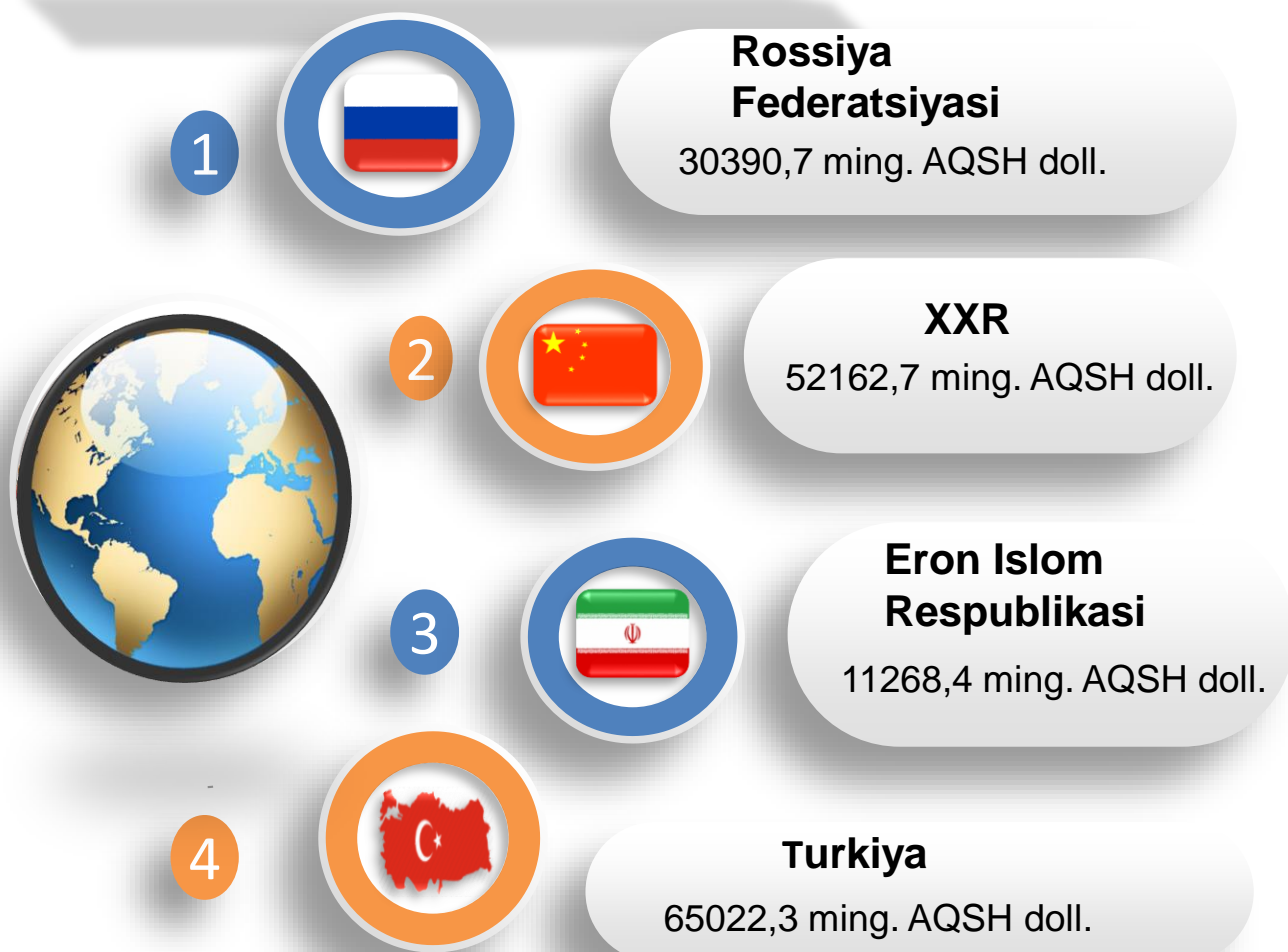 1
Rossiya
Federatsiyasi
30390,7 ming. AQSH doll.
2
XXR
52162,7 ming. AQSH doll.
3
Eron Islom
Respublikasi
11268,4 ming. AQSH doll.
-
4
Turkiya
65022,3 ming. AQSH doll.